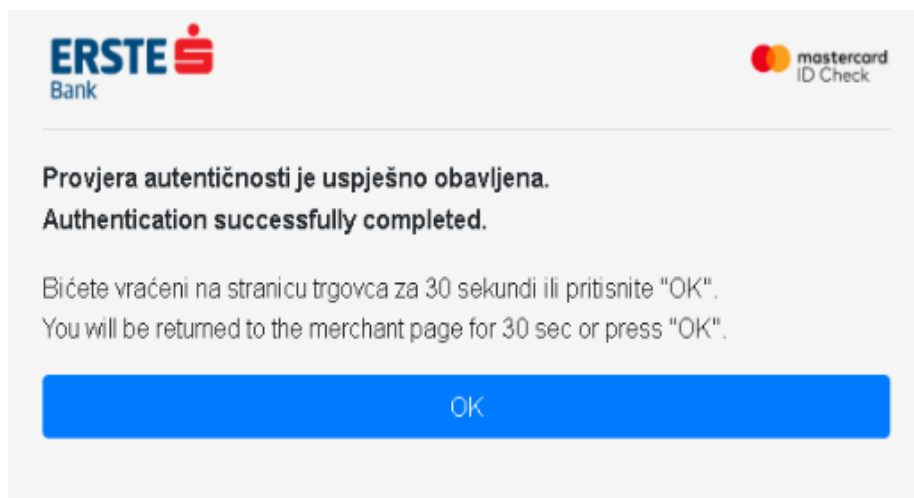 ERSTE
Bank
mastercard
ID Check
Provjera autentičnosti je uspješno obavljena.
Authentication successfully completed.
Bićete vraćeni na stranicu trgovca za 30 sekundi ili pritisnite "OK".
You will be returned to the merchant page for 30 sec or press "OK".
OK